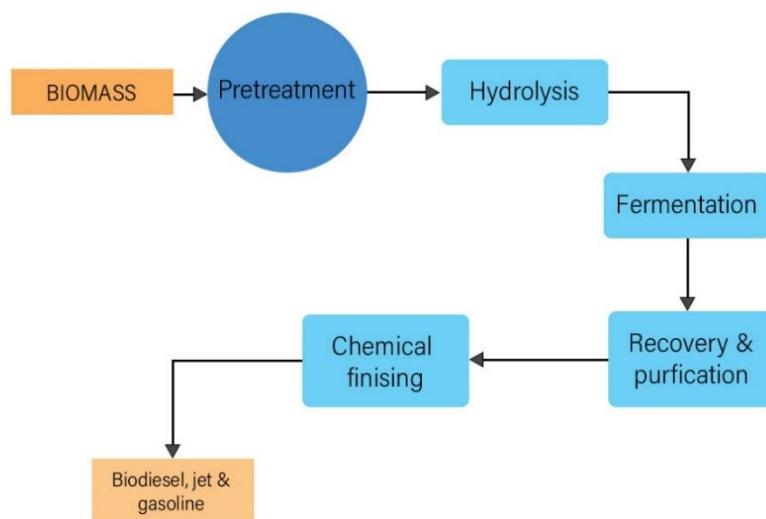 BIOMASS
Pretreatment
Hydrolysis
Fermentation
Recovery &
purfication
Chemical
finising
Biodiesel, jet &
gasoline